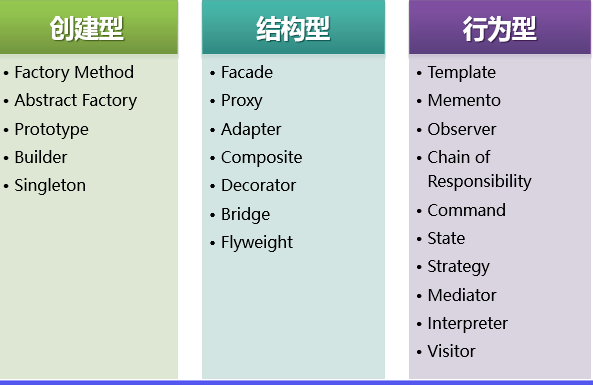 创建型
• Factory Method
• Abstract Factory
• Prototype
• Builder
• Singleton
结构型
• Facade
• Proxy
• Adapter
• Composite
• Decorator
• Bridge
• Flyweight
行为型
• Template
• Memento
• Observer
• Chain of
Responsibility
• Command
• State
• Strategy
• Mediator
• Interpreter
• Visitor